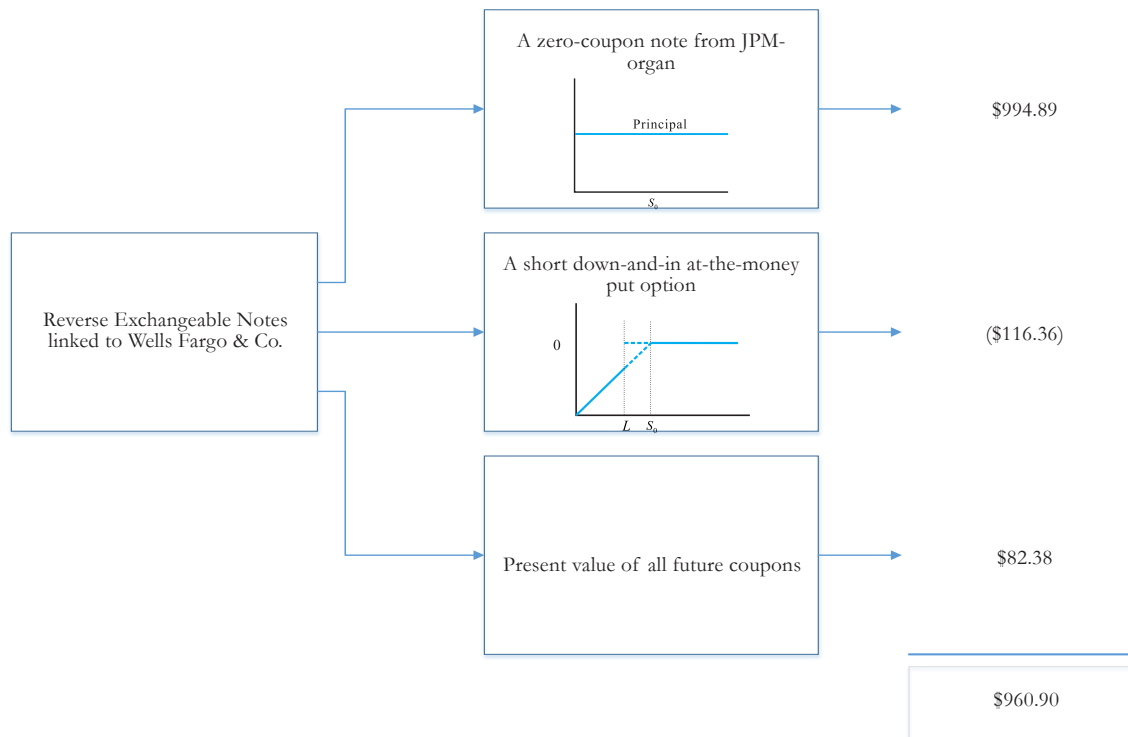 A zero-coupon note from JPM-
organ
Principal
S₀
$994.89
Reverse Exchangeable Notes
linked to Wells Fargo & Co.
A short down-and-in at-the-money
put option
0
L
S₀
($116.36)
Present value of all future coupons
$82.38
$960.90